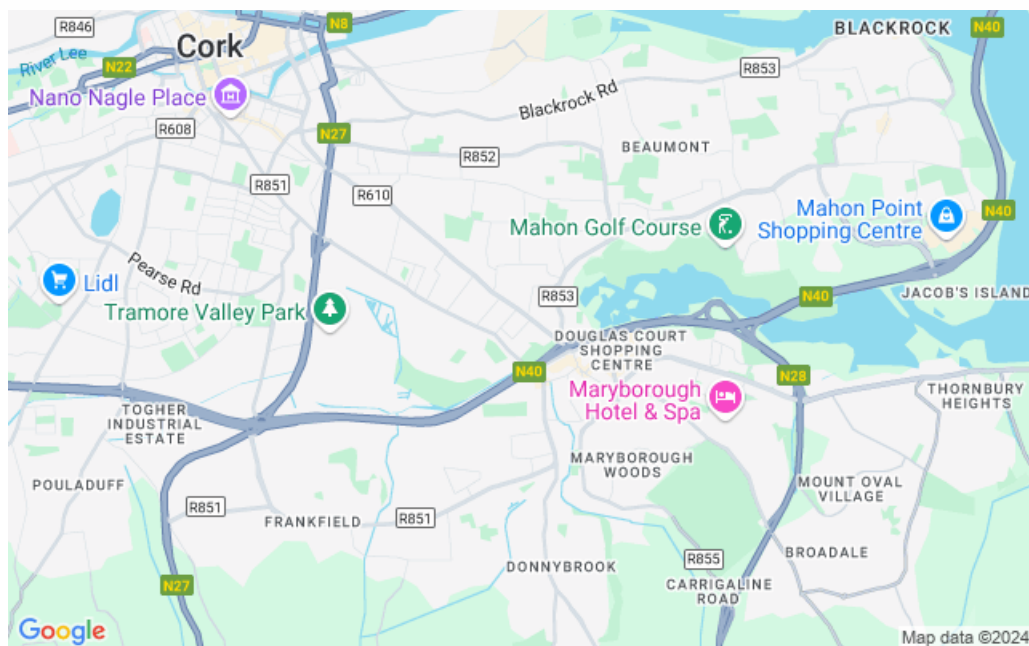 R846
N8
N40
BLACKROCK
Cork
River Lee
N22
R853
Nano Nagle Place
Blackrock Rd
R608
N27
BEAUMONT
R852
R851
R610
Mahon Golf Course
Mahon Point
Shopping Centre
N40
Pearse Rd
Lidl
Tramore Valley Park
R853
N40
JACOB'S ISLAND
DOUGLAS COURT
SHOPPING
CENTRE
N40
N28
Maryborough
Hotel & Spa
THORNBURY
HEIGHTS
TOGHER
INDUSTRIAL
ESTATE
MARYBOROUGH
WOODS
POULADUFF
MOUNT OVAL
VILLAGE
R851
FRANKFIELD
R851
DONNYBROOK
R855
BROADALE
N27
CARRIGALINE
ROAD
Google
Map data ©2024